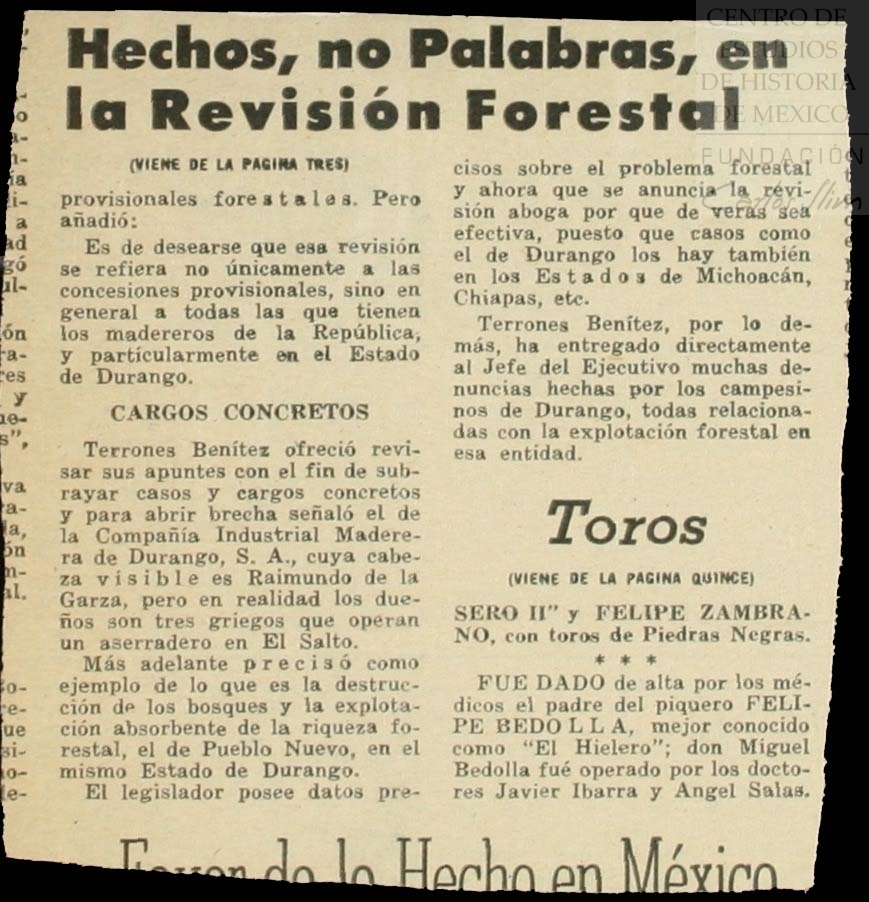 CENTRO DE
ESTUDIOS
DE HISTORIA
DE MEXICO
FUNDACIÓN
Carlos Slim
Hechos, no Palabras, en
la Revisión Forestal
(VIENE DE LA PAGINA TRES)
provisionales forestales. Pero
añadió:
Es de desearse que esa revisión
se refiera no únicamente a las
concesiones provisionales, sino en
general a todas las que tienen
los madereros de la República,
y partícularmente en el Estado
de Durango.
CARGOS CONCRETOS
Terrones Benítez ofreció revi-
sar sus apuntes con el fin de sub-
rayar casos y cargos concretos
y para abrir brecha señaló el de
la Compañía Industrial Madere-
ra de Durango, S. A., cuya cabe-
za visible es Raimundo de la
Garza, pero en realidad los due-
ños son tres griegos que operan
un aserradero en El Salto.
Más adelante precisó como
ejemplo de lo que es la destruc-
ción de los bosques y la explota-
ción absorbente de la riqueza fo-
restal, el de Pueblo Nuevo, en el
mismo Estado de Durango.
El legislador posee datos pre-
cisos sobre el problema forestal
y ahora que se anuncia la revi-
sión aboga por que de veras sea
efectiva, puesto que casos como
el de Durango los hay también
en los Estados de Michoacán,
Chiapas, etc.
Terrones Benítez, por lo de-
más, ha entregado directamente
al Jefe del Ejecutivo muchas de-
nuncias hechas por los campesi-
nos de Durango, todas relaciona-
das con la explotación forestal en
esa entidad.
Toros
(VIENE DE LA PAGINA QUINCE)
SERO II" y FELIPE ZAMBRA-
NO, con toros de Piedras Negras.
* * *
FUE DADO de alta por los mé-
dicos el padre del piquero FELI-
PE BEDOLLA, mejor conocido
como "El Hielero"; don Miguel
Bedolla fué operado por los docto-
res Javier Ibarra y Angel Salas.
de lo Hecho en México